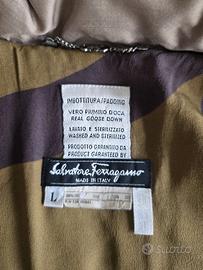 IMBOTTITURA/PADDING
VERO PIUMINO D'OCA
REAL GOOSE DOWN
LAVATO E STERILIZZATO
WASHED AND STERILIZED
PRODOTTO GARANTITO DA
PRODUCT GUARANTEED BY
Salvatore Ferragamo
MADE IN ITALY
L
subito